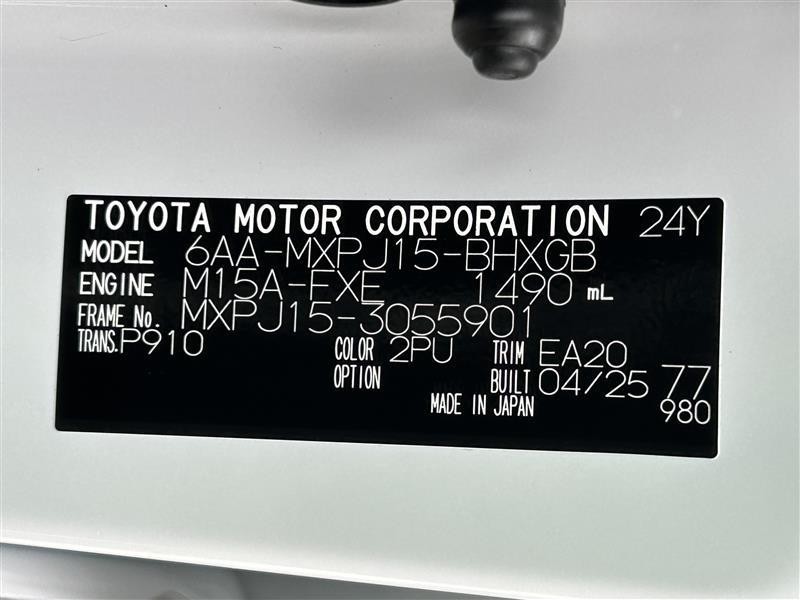 TOYOTA MOTOR CORPORATION 24Y
MODEL 6AA-MXPJ15-BHXGB
ENGINE M15A-FXE 1490 mL
FRAME No. MXPJ15-3055901
TRANS. P910 COLOR 2PU TRIM EA20
OPTION BUILT 04/25 77
MADE IN JAPAN 980